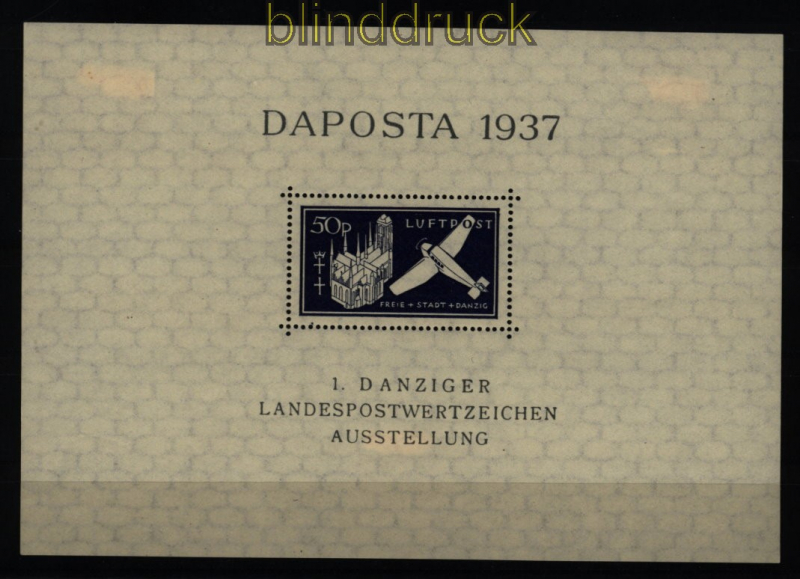 blinddruck
DAPOSTA 1937
50P
LUFTPOST
FREIE + STADT + DANZIG
1. DANZIGER
LANDESPOSTWERTZEICHEN
AUSSTELLUNG